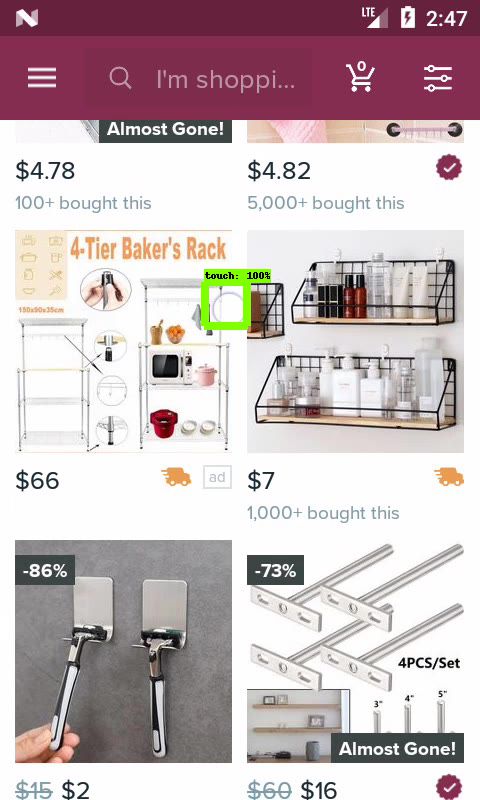 LTE 2:47
I'm shoppi...
0
Almost Gone!
$4.78
$4.82
100+ bought this
5,000+ bought this
4-Tier Baker's Rack
150x90x35cm
touch: 100%
$66
ad
$7
1,000+ bought this
-86%
-73%
4PCS/Set
3"
4"
5"
Almost Gone!
$15 $2
$60 $16